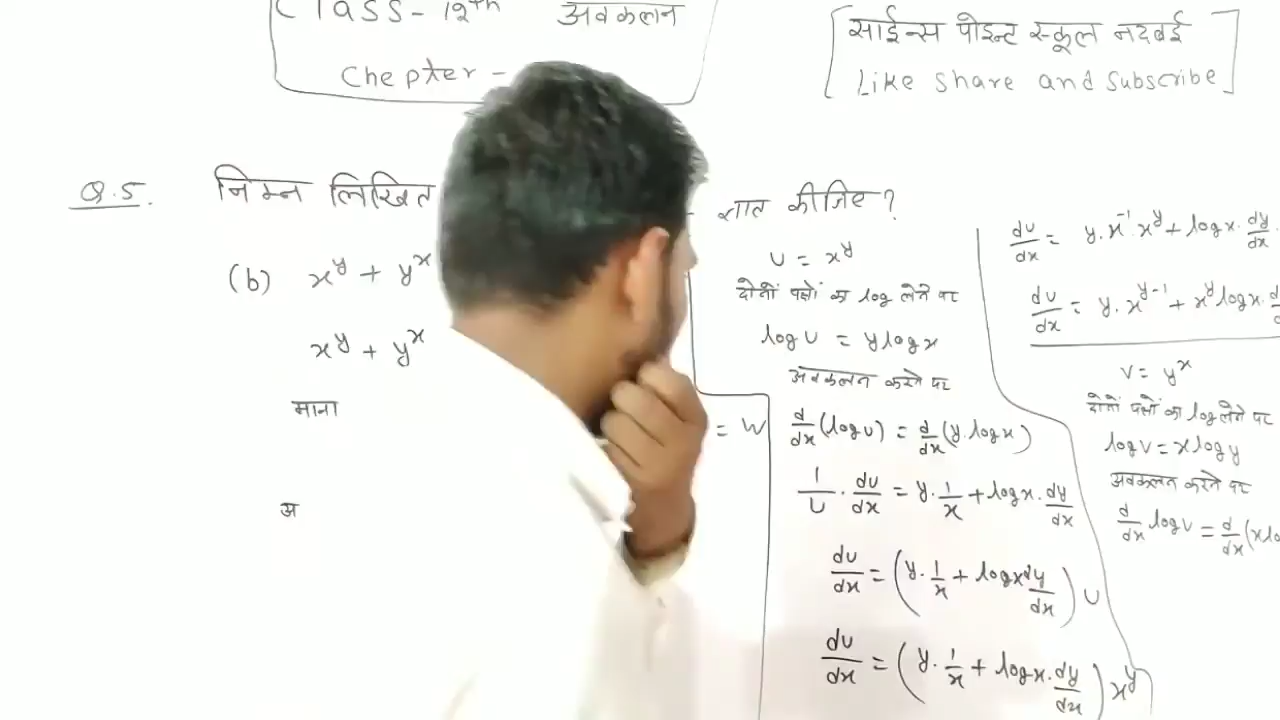 Class - 12th अवकलन
Chepter -
साईन्स पोइन्ट स्कूल नदबई
Like share and subscribe
Q.5. निम्न लिखित
ज्ञात कीजिए?
(b) x^y + y^x
x^y + y^x
माना
= W
अ
U = x^y
दोनों पक्षों का log लेने पर
log U = y log x
अवकलन करने पर
d/dx (log U) = d/dx (y. log x)
1/U . du/dx = y. 1/x + log x. dy/dx
du/dx = (y. 1/x + log x dy/dx) U
du/dx = (y. 1/x + log x. dy/dx) x^y
du/dx = y. x^-1. x^y + log x. dy/dx.
du/dx = y. x^y-1 + x^y log x.
V = y^x
दोनों पक्षों का log लेने पर
log V = x log y
अवकलन करने पर
d/dx log V = d/dx (x